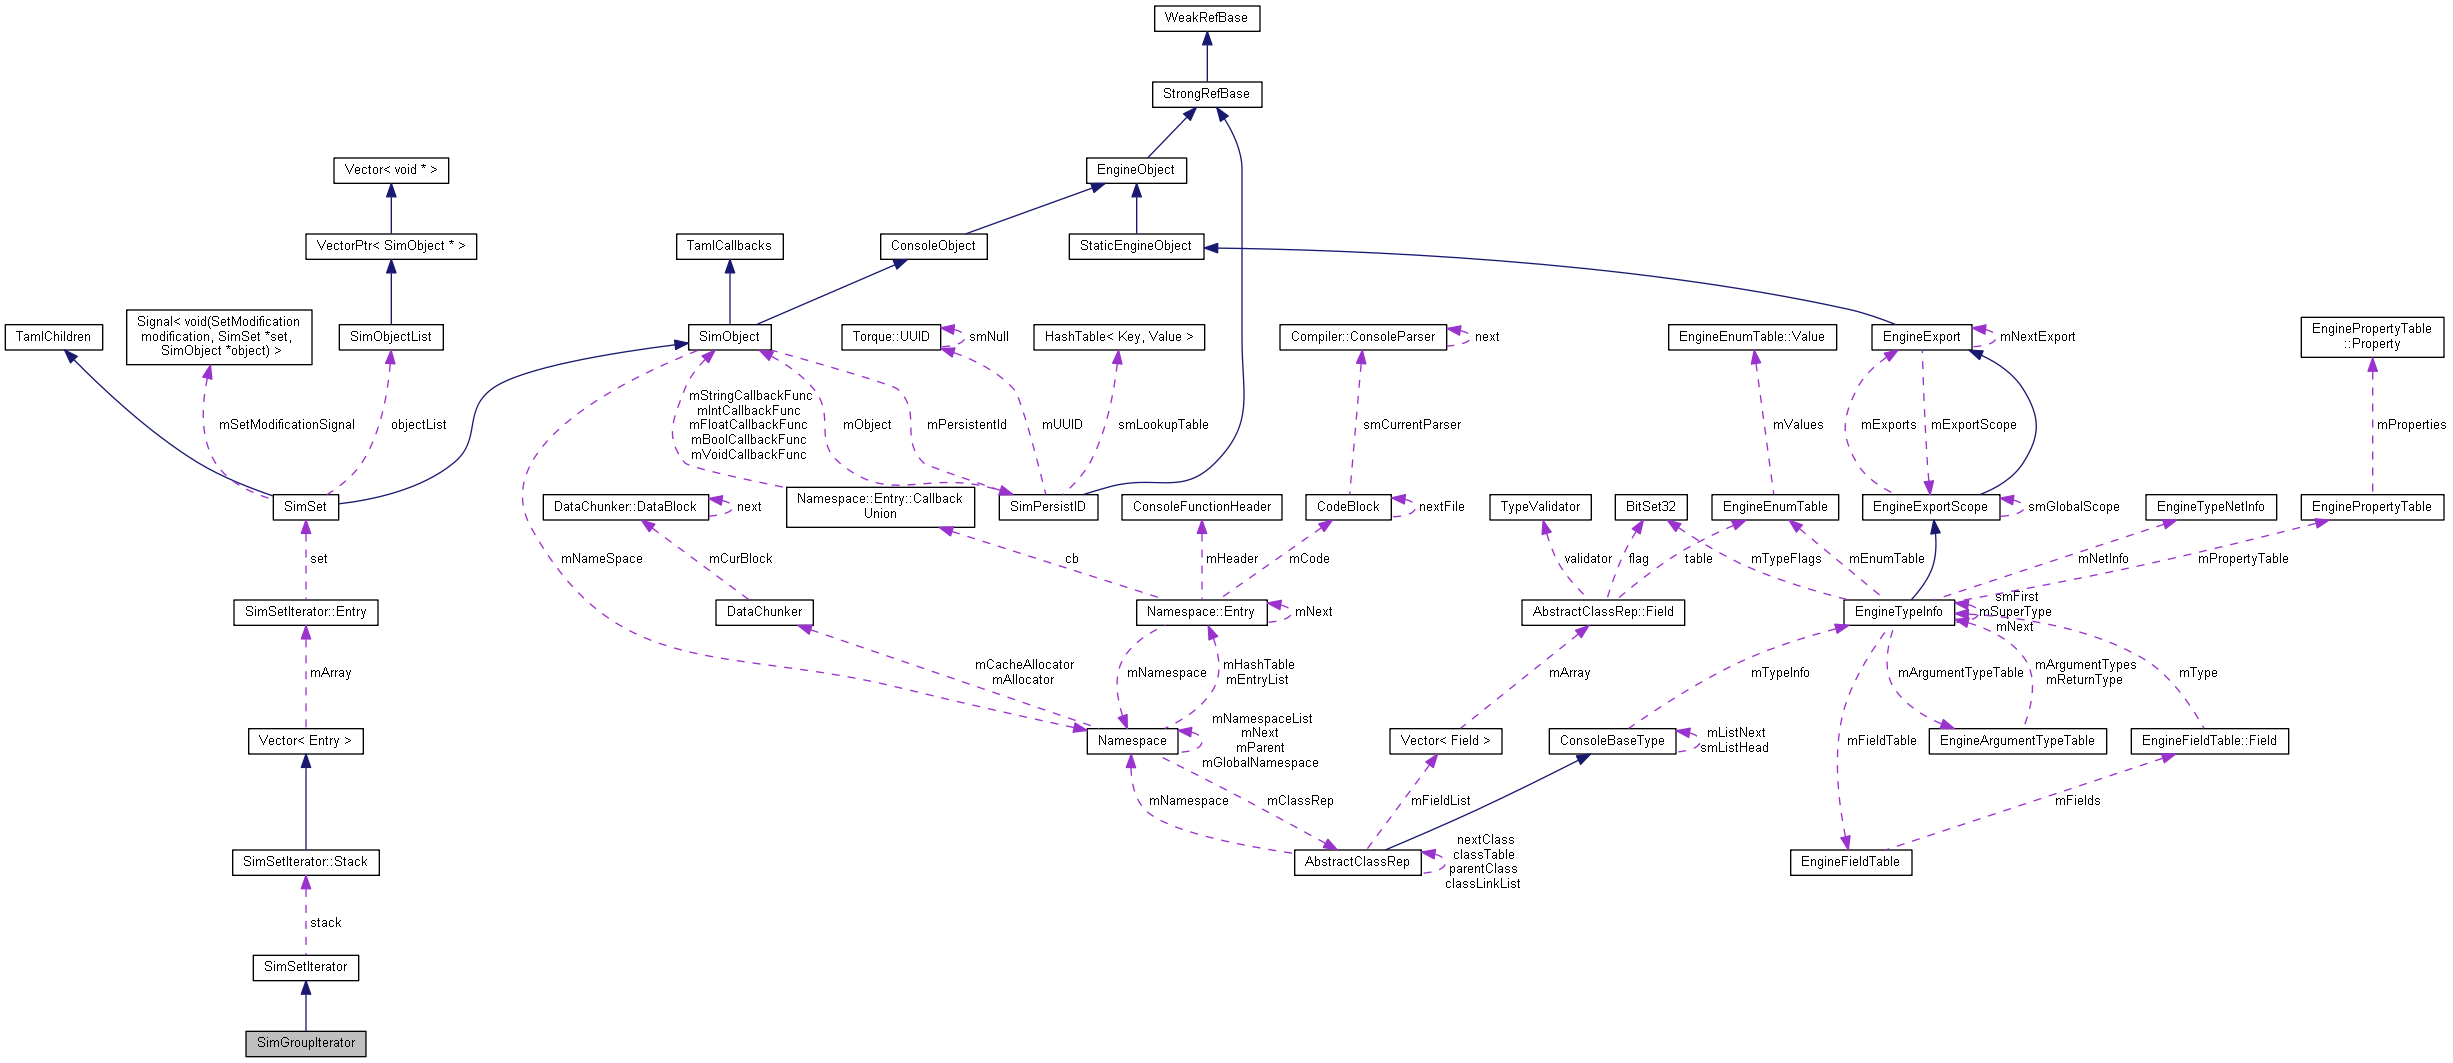 WeakRefBase
StrongRefBase
Vector< void * >
EngineObject
VectorPtr< SimObject * >
TamlCallbacks
ConsoleObject
StaticEngineObject
TamlChildren
Signal< void(SetModification
modification, SimSet *set,
SimObject *object) >
SimObjectList
SimObject
Torque::UUID
smNull
HashTable< Key, Value >
Compiler::ConsoleParser
next
EngineEnumTable::Value
EngineExport
mNextExport
EnginePropertyTable
::Property
mSetModificationSignal
objectList
mStringCallbackFunc
mIntCallbackFunc
mFloatCallbackFunc
mBoolCallbackFunc
mVoidCallbackFunc
mObject
mPersistentId
mUUID
smLookupTable
smCurrentParser
mValues
mExports
mExportScope
mProperties
SimSet
DataChunker::DataBlock
next
Namespace::Entry::Callback
Union
SimPersistID
ConsoleFunctionHeader
CodeBlock
nextFile
TypeValidator
BitSet32
EngineEnumTable
EngineExportScope
smGlobalScope
EngineTypeNetInfo
EnginePropertyTable
set
mNameSpace
mCurBlock
cb
mHeader
mCode
validator
flag
table
mTypeFlags
mEnumTable
mNetInfo
mPropertyTable
SimSetIterator::Entry
DataChunker
Namespace::Entry
mNext
AbstractClassRep::Field
EngineTypeInfo
smFirst
mSuperType
mNext
mArray
mCacheAllocator
mAllocator
mNamespace
mHashTable
mEntryList
mArray
mTypeInfo
mArgumentTypeTable
mArgumentTypes
mReturnType
mType
Vector< Entry >
Namespace
mNamespaceList
mNext
mParent
mGlobalNamespace
Vector< Field >
ConsoleBaseType
mListNext
smListHead
mFieldTable
EngineArgumentTypeTable
EngineFieldTable::Field
mNamespace
mClassRep
mFieldList
mFields
SimSetIterator::Stack
AbstractClassRep
nextClass
classTable
parentClass
classLinkList
EngineFieldTable
stack
SimSetIterator
SimGroupIterator